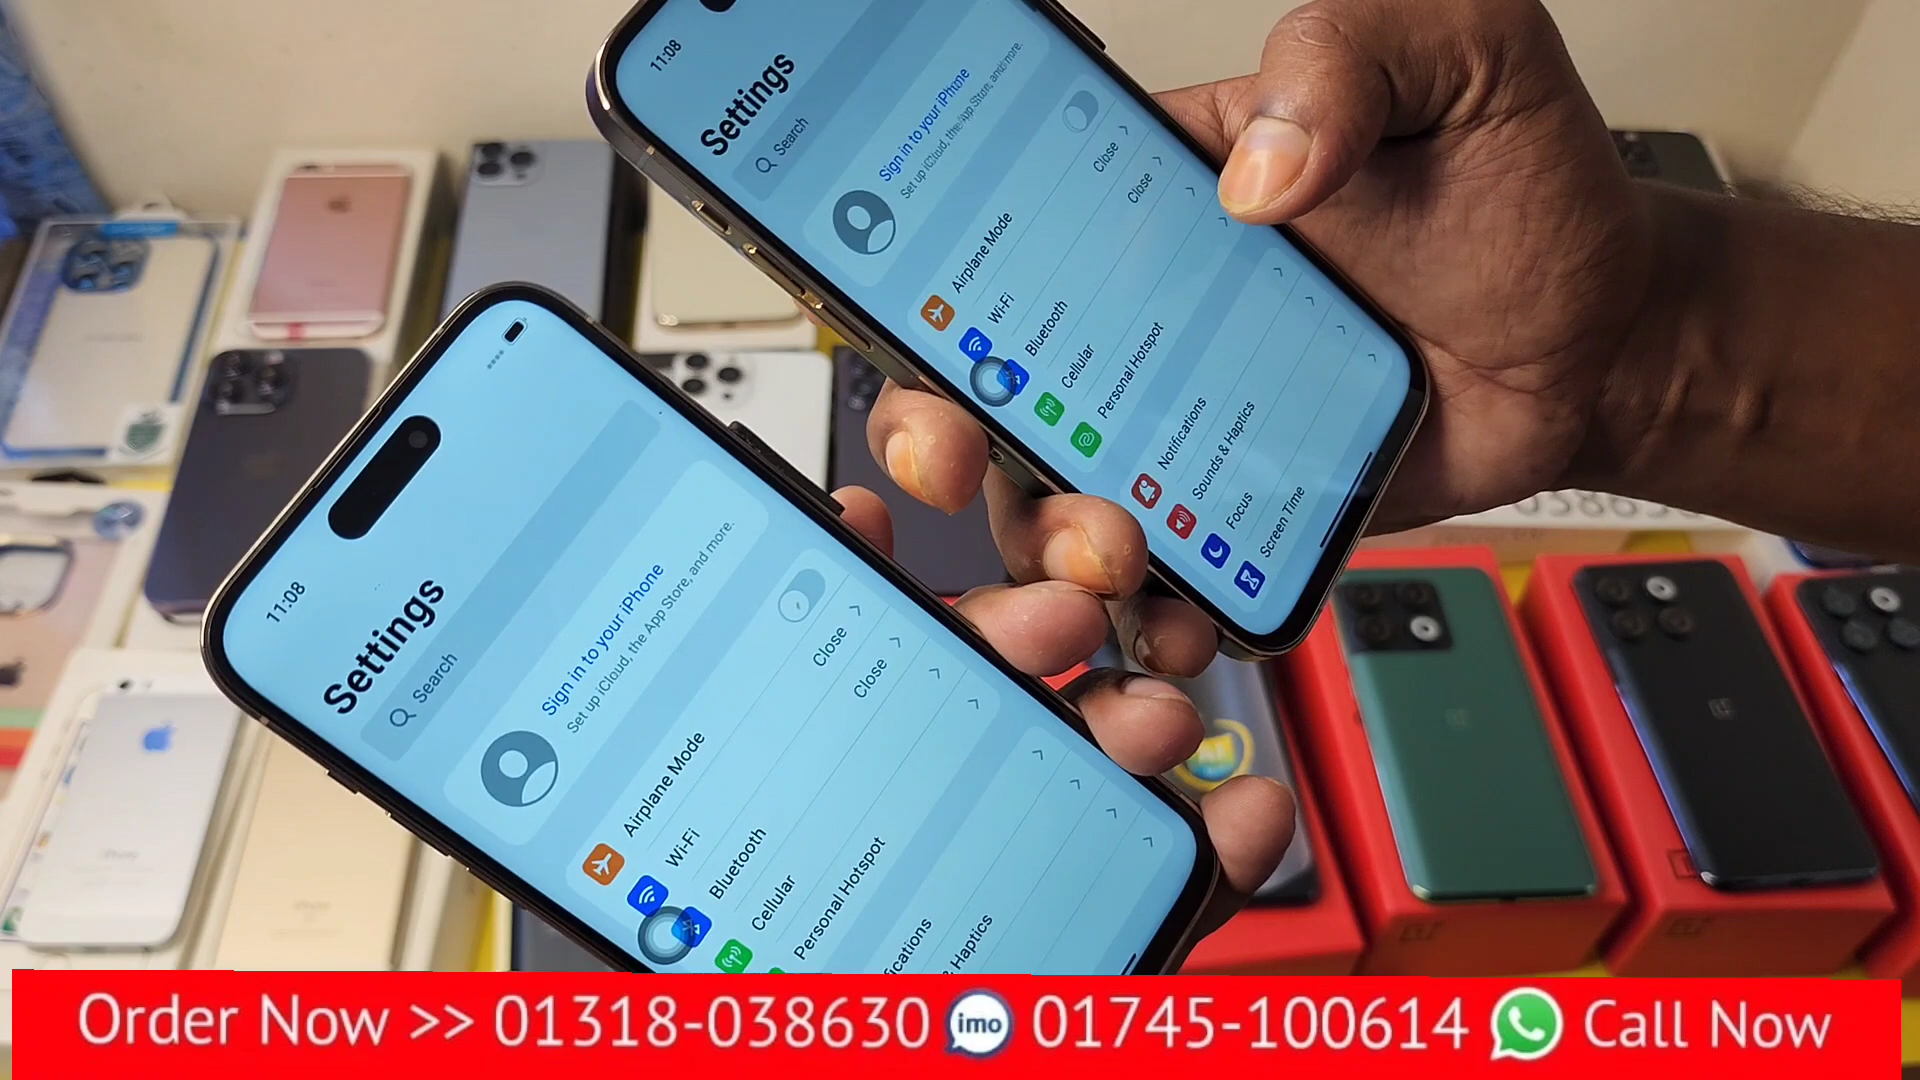 11:08
Settings
Search
Sign in to your iPhone
Set up iCloud, the App Store, and more.
Airplane Mode
Wi-Fi
Close
Bluetooth
Close
Cellular
Personal Hotspot
Notifications
Sounds & Haptics
Focus
Screen Time
11:08
Settings
Search
Sign in to your iPhone
Set up iCloud, the App Store, and more.
Airplane Mode
Wi-Fi
Close
Bluetooth
Close
Cellular
Personal Hotspot
ications
& Haptics
Order Now >> 01318-038630 imo 01745-100614 Call Now